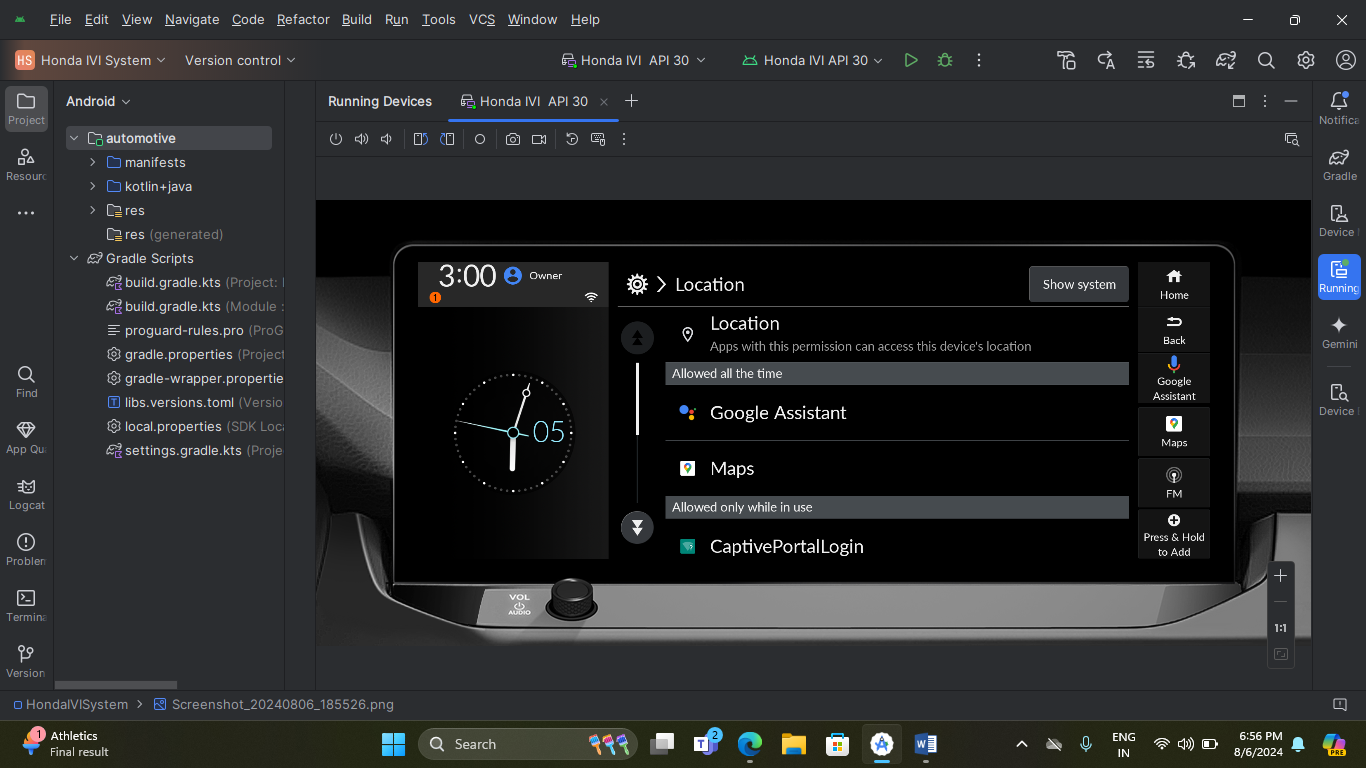 File Edit View Navigate Code Refactor Build Run Tools VCS Window Help
HS Honda IVI System Version control Honda IVI API 30 Honda IVI API 30
Project
Android
Running Devices Honda IVI API 30
Notifica
automotive
manifests
kotlin+java
res
res (generated)
Gradle Scripts
build.gradle.kts (Project:
build.gradle.kts (Module :
proguard-rules.pro (ProG
gradle.properties (Project
gradle-wrapper.propertie
libs.versions.toml (Versio
local.properties (SDK Loca
settings.gradle.kts (Proje
Resourc
Find
App Qu
Logcat
Problen
Termina
Version
3:00 Owner
1
05
Location
Show system
Location
Apps with this permission can access this device's location
Allowed all the time
Google Assistant
Maps
Allowed only while in use
CaptivePortalLogin
Home
Back
Google
Assistant
Maps
FM
Press & Hold
to Add
VOL
AUDIO
1:1
Gradle
Device
Running
Gemini
Device
HondaIVISystem > Screenshot_20240806_185526.png
1
Athletics
Final result
Search
2
PRE
ENG
IN
6:56 PM
8/6/2024